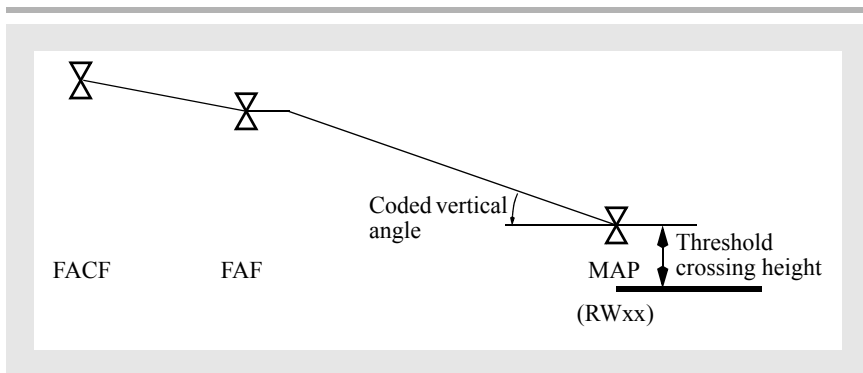 Coded vertical
angle
Threshold
crossing height
FACF
FAF
MAP
(RWxx)